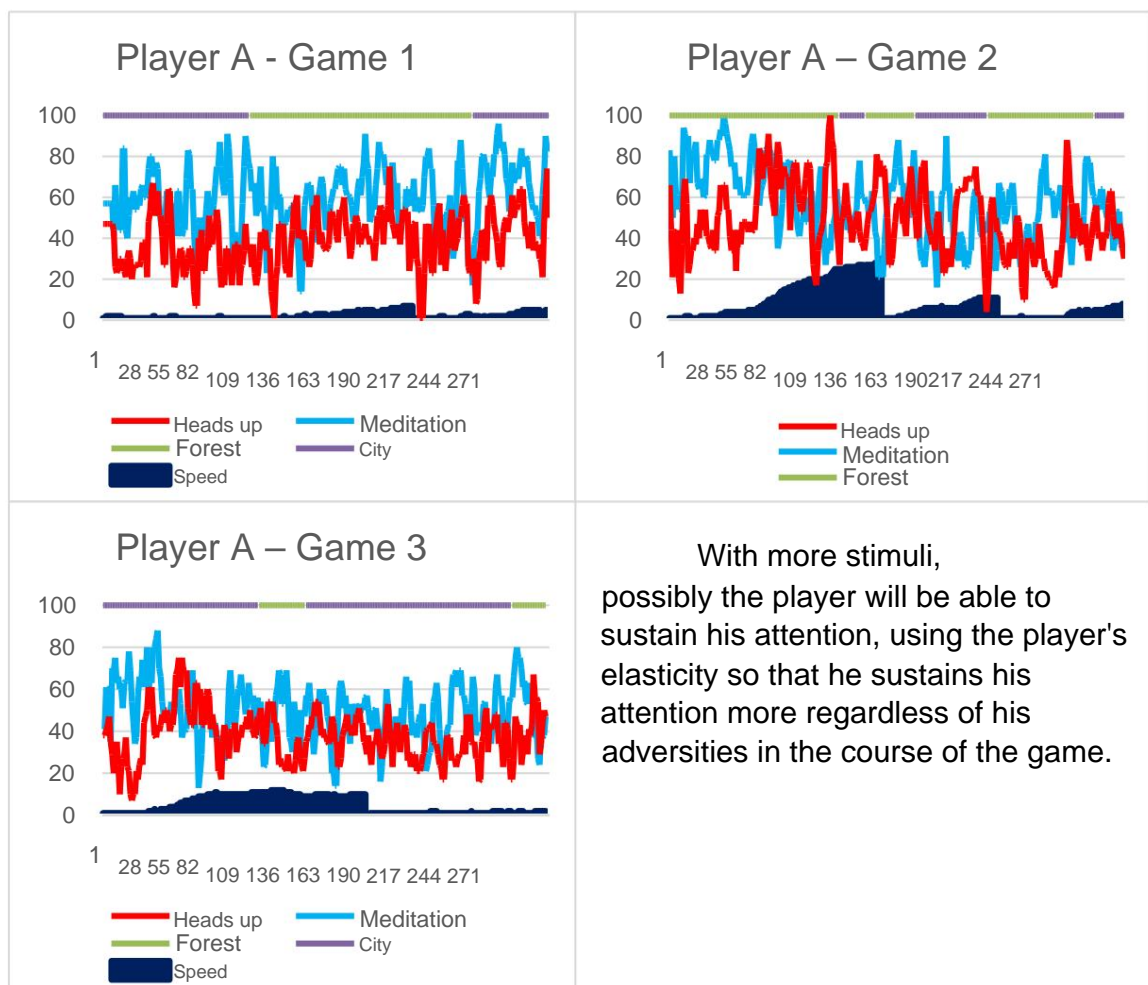 Player A - Game 1
100
80
60
40
20
0
1
28 55 82 109 136 163 190 217 244 271
Heads up
Meditation
Forest
City
Speed
Player A – Game 2
100
80
60
40
20
0
1
28 55 82 109 136 163 190217 244 271
Heads up
Meditation
Forest
Player A – Game 3
100
80
60
40
20
0
1
28 55 82 109 136 163 190 217 244 271
Heads up
Meditation
Forest
City
Speed
With more stimuli,
possibly the player will be able to
sustain his attention, using the player's
elasticity so that he sustains his
attention more regardless of his
adversities in the course of the game.